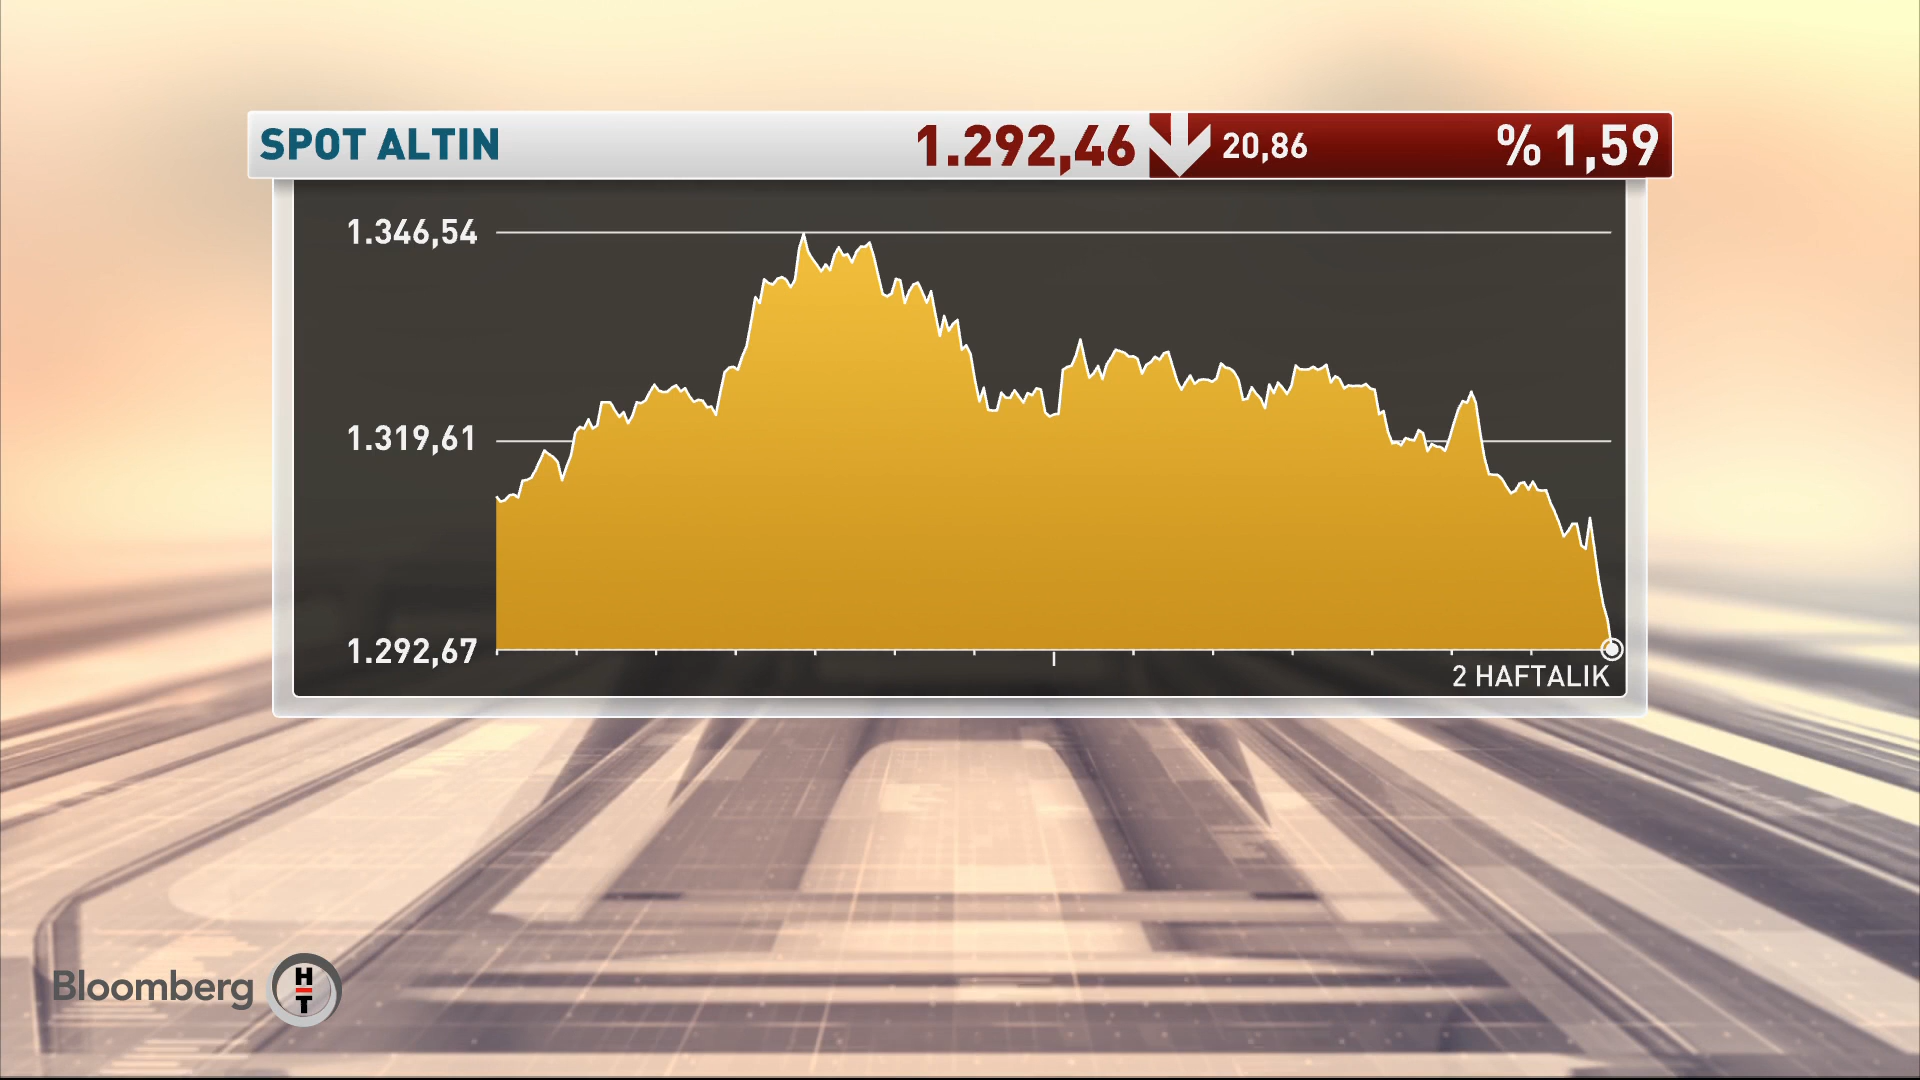 SPOT ALTIN 1.292,46 20,86 % 1,59
1.346,54
1.319,61
1.292,67
2 HAFTALIK
Bloomberg HT